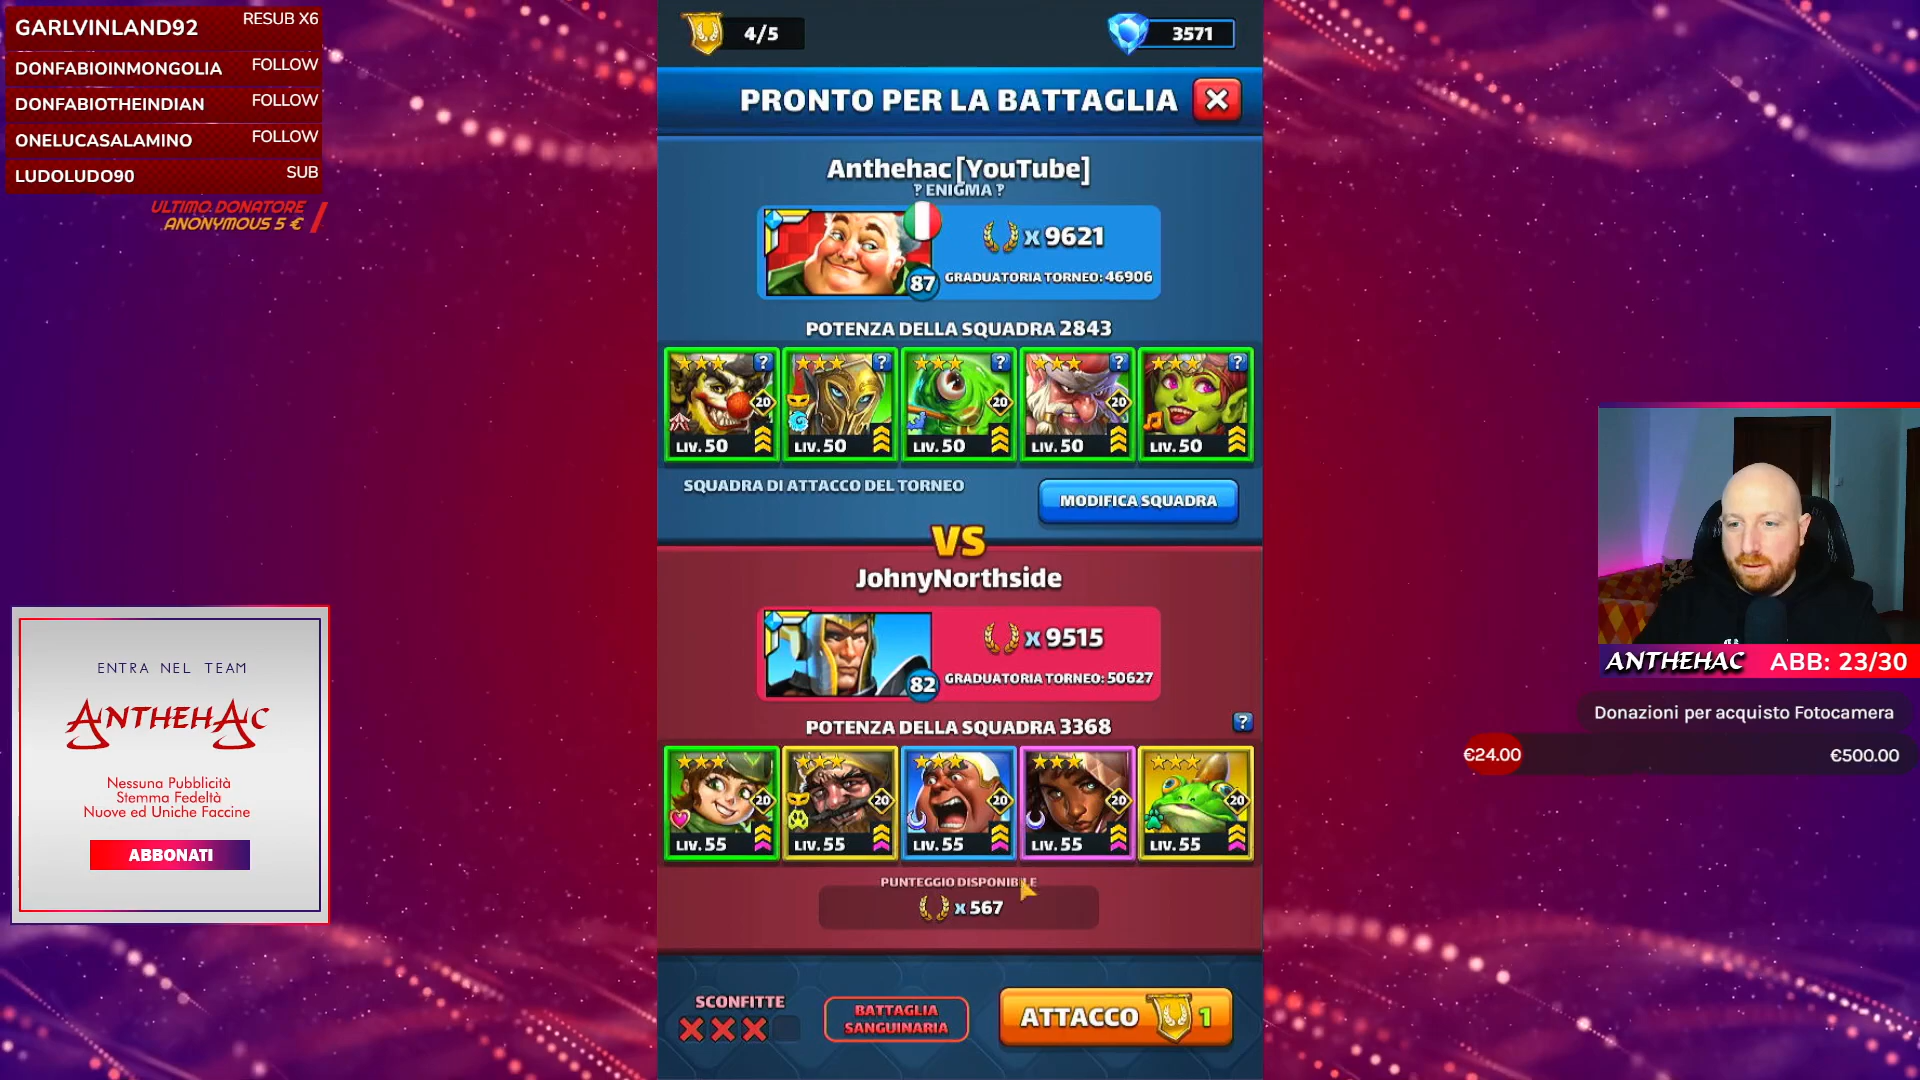 GARLVINLAND92 RESUB X6
DONFABIOINMONGOLIA FOLLOW
DONFABIOTHEINDIAN FOLLOW
ONELUCASALAMINO FOLLOW
LUDOLUDO90 SUB
ULTIMO DONATORE
ANONYMOUS 5 €
ENTRA NEL TEAM
ANTHEHAC
Nessuna Pubblicità
Stemma Fedeltà
Nuove ed Uniche Faccine
ABBONATI
4/5
3571
PRONTO PER LA BATTAGLIA
Anthehac[YouTube]
? ENIGMA ?
x 9621
87
GRADUATORIA TORNEO: 46906
POTENZA DELLA SQUADRA 2843
? ? ? ? ?
20 20 20
LIV. 50 LIV. 50 LIV. 50 LIV. 50 LIV. 50
SQUADRA DI ATTACCO DEL TORNEO
MODIFICA SQUADRA
VS
JohnyNorthside
x 9515
82
GRADUATORIA TORNEO: 50627
POTENZA DELLA SQUADRA 3368
?
20 20 20 20 20
LIV. 55 LIV. 55 LIV. 55 LIV. 55 LIV. 55
PUNTEGGIO DISPONIBILE
x 567
SCONFITTE
BATTAGLIA
SANGUINARIA
ATTACCO 1
ANTHEHAC ABB: 23/30
Donazioni per acquisto Fotocamera
€24.00 €500.00